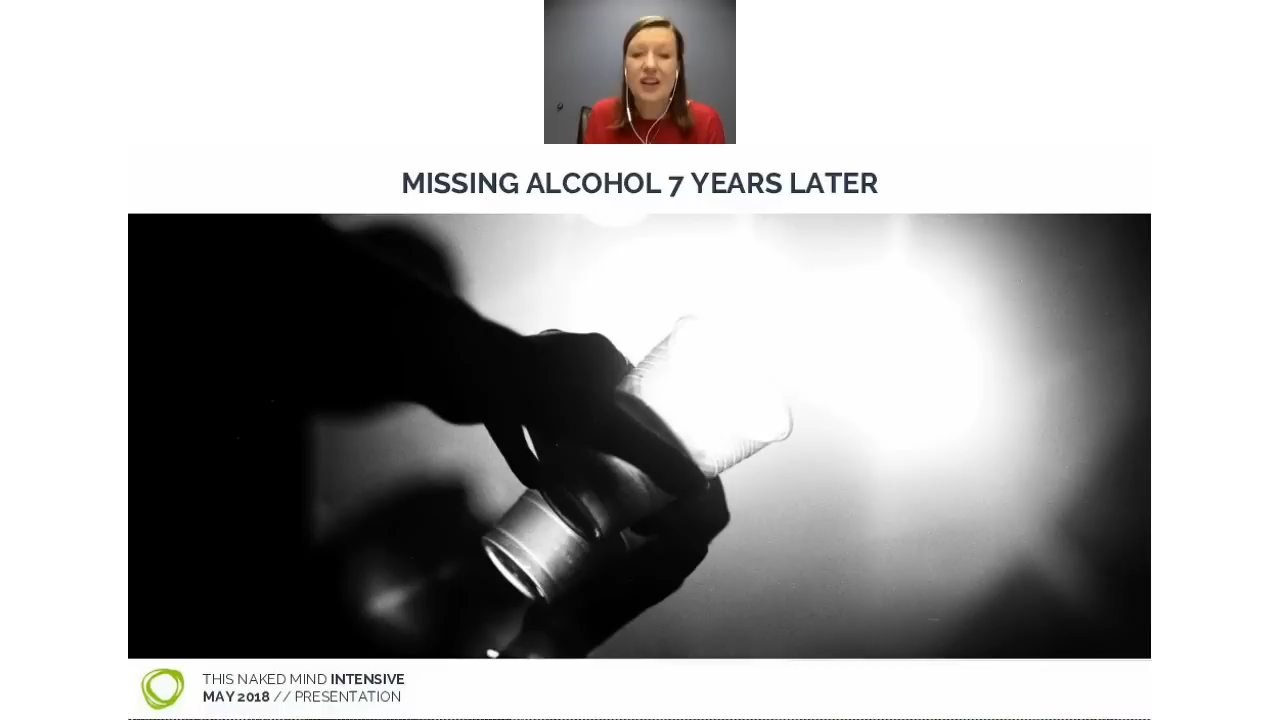 MISSING ALCOHOL 7 YEARS LATER
THIS NAKED MIND INTENSIVE
MAY 2018 // PRESENTATION